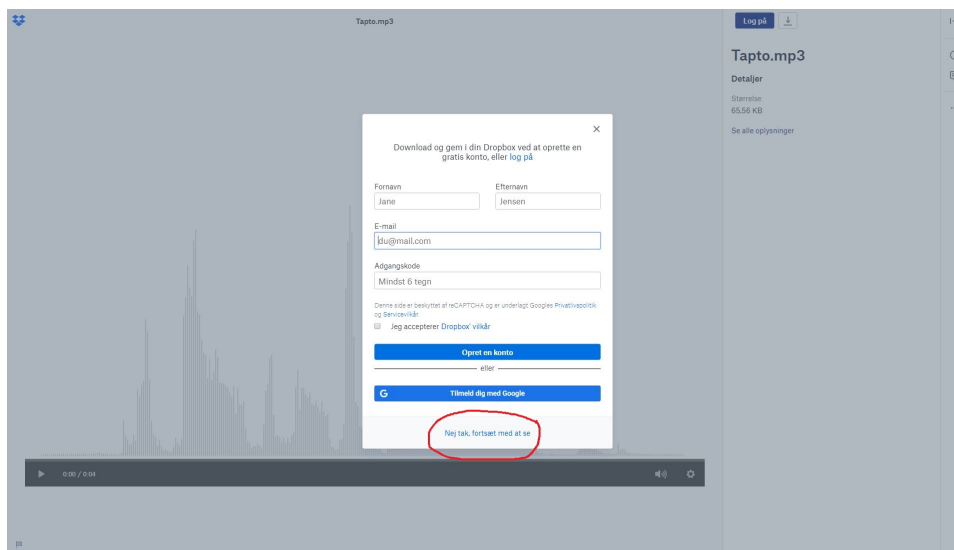 Tapto.mp3
Log på
Tapto.mp3
Detaljer
Størrelse
65,56 KB
Se alle oplysninger
Download og gem i din Dropbox ved at oprette en
gratis konto, eller log på
Fornavn
Efternavn
Jane
Jensen
E-mail
du@mail.com
Adgangskode
Mindst 6 tegn
Denne side er beskyttet af reCAPTCHA og er underlagt Googles Privatlivspolitik
og Servicevilkår.
Jeg accepterer Dropbox' vilkår
Opret en konto
eller
G Tilmeld dig med Google
Nej tak, fortsæt med at se
0:00 / 0:04